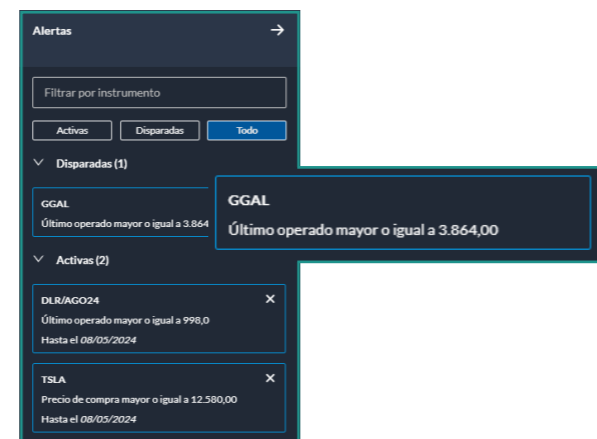 Alertas
Filtrar por instrumento
Activas Disparadas Todo
Disparadas (1)
GGAL
Último operado mayor o igual a 3.864
GGAL
Último operado mayor o igual a 3.864,00
Activas (2)
DLR/AGO24
Último operado mayor o igual a 998,0
Hasta el 08/05/2024
TSLA
Precio de compra mayor o igual a 12.580,00
Hasta el 08/05/2024